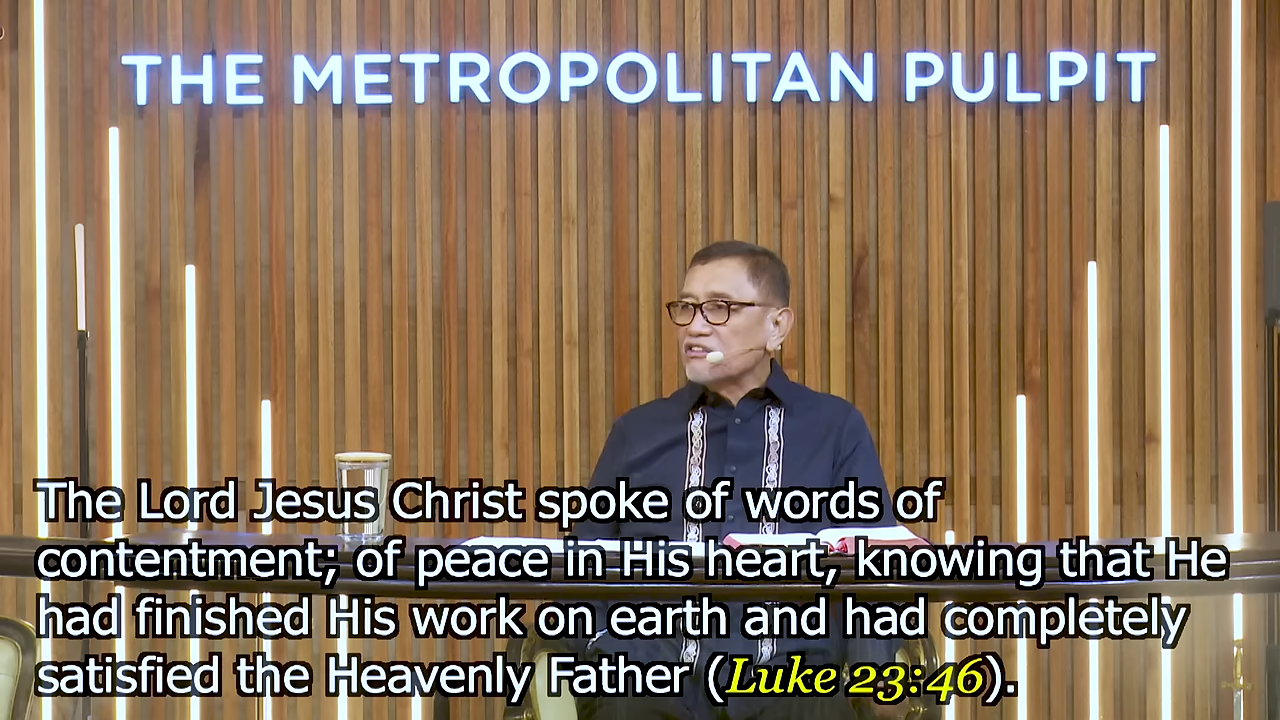 THE METROPOLITAN PULPIT
The Lord Jesus Christ spoke of words of
contentment; of peace in His heart, knowing that He
had finished His work on earth and had completely
satisfied the Heavenly Father (Luke 23:46).